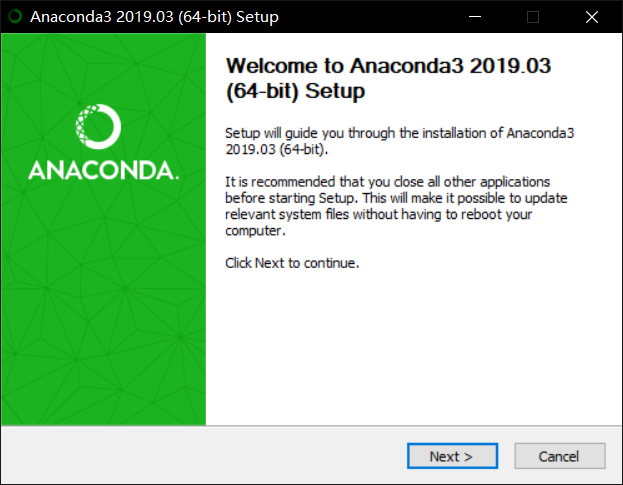 Anaconda3 2019.03 (64-bit) Setup
ANACONDA.
Welcome to Anaconda3 2019.03
(64-bit) Setup
Setup will guide you through the installation of Anaconda3
2019.03 (64-bit).
It is recommended that you close all other applications
before starting Setup. This will make it possible to update
relevant system files without having to reboot your
computer.
Click Next to continue.
Next >
Cancel